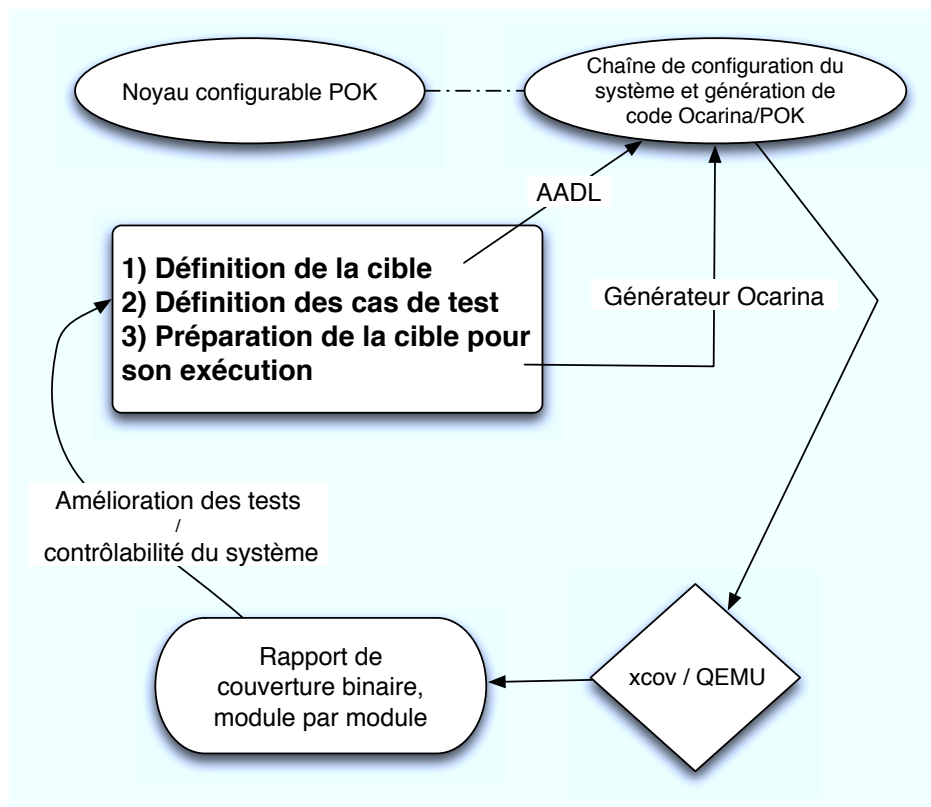 Noyau configurable POK
Chaîne de configuration du
système et génération de
code Ocarina/POK
AADL
1) Définition de la cible
2) Définition des cas de test
3) Préparation de la cible pour
son exécution
Générateur Ocarina
Amélioration des tests
/
contrôlabilité du système
Rapport de
couverture binaire,
module par module
xcov / QEMU